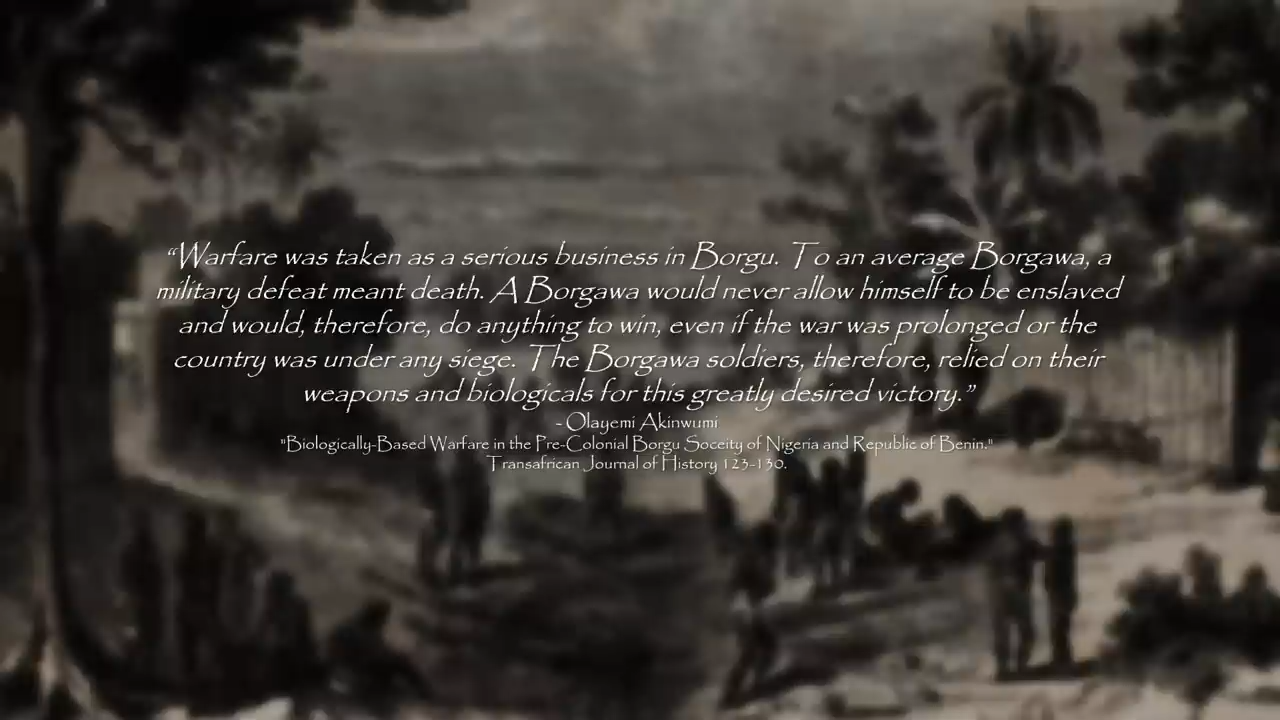 “Warfare was taken as a serious business in Borgu. To an average Borgawa, a
military defeat meant death. A Borgawa would never allow himself to be enslaved
and would, therefore, do anything to win, even if the war was prolonged or the
country was under any siege. The Borgawa soldiers, therefore, relied on their
weapons and biologicals for this greatly desired victory.”
- Olayemi Akinwumi
"Biologically-Based Warfare in the Pre-Colonial Borgu Soceity of Nigeria and Republic of Benin."
Transafrican Journal of History 123-130.